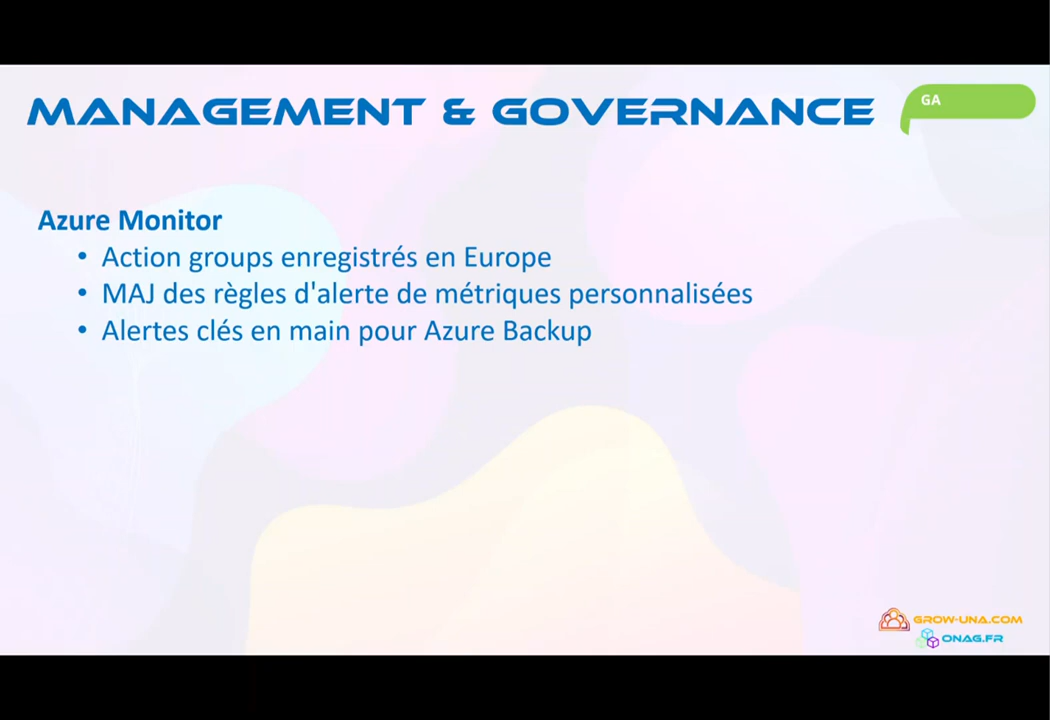 MANAGEMENT & GOVERNANCE
GA
Azure Monitor
• Action groups enregistrés en Europe
• MAJ des règles d'alerte de métriques personnalisées
• Alertes clés en main pour Azure Backup
GROW-UNA.COM
ONAG.FR